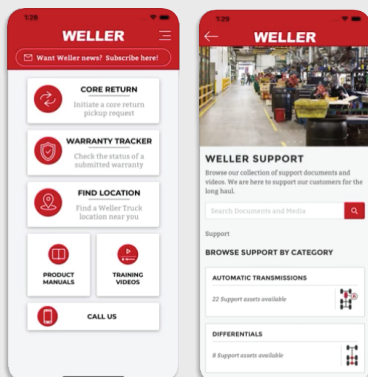 1:29
WELLER
Want Weller news? Subscribe here!
CORE RETURN
Initiate a core return
pickup request
WARRANTY TRACKER
Check the status of a
submitted warranty
FIND LOCATION
Find a Weller Truck
location near you
PRODUCT
MANUALS
TRAINING
VIDEOS
CALL US
1:29
WELLER
WELLER SUPPORT
Browse our collection of support documents and
videos. We are here to support our customers for the
long haul.
Search Documents and Media
Support
BROWSE SUPPORT BY CATEGORY
AUTOMATIC TRANSMISSIONS
22 Support assets available
A
DIFFERENTIALS
8 Support assets available